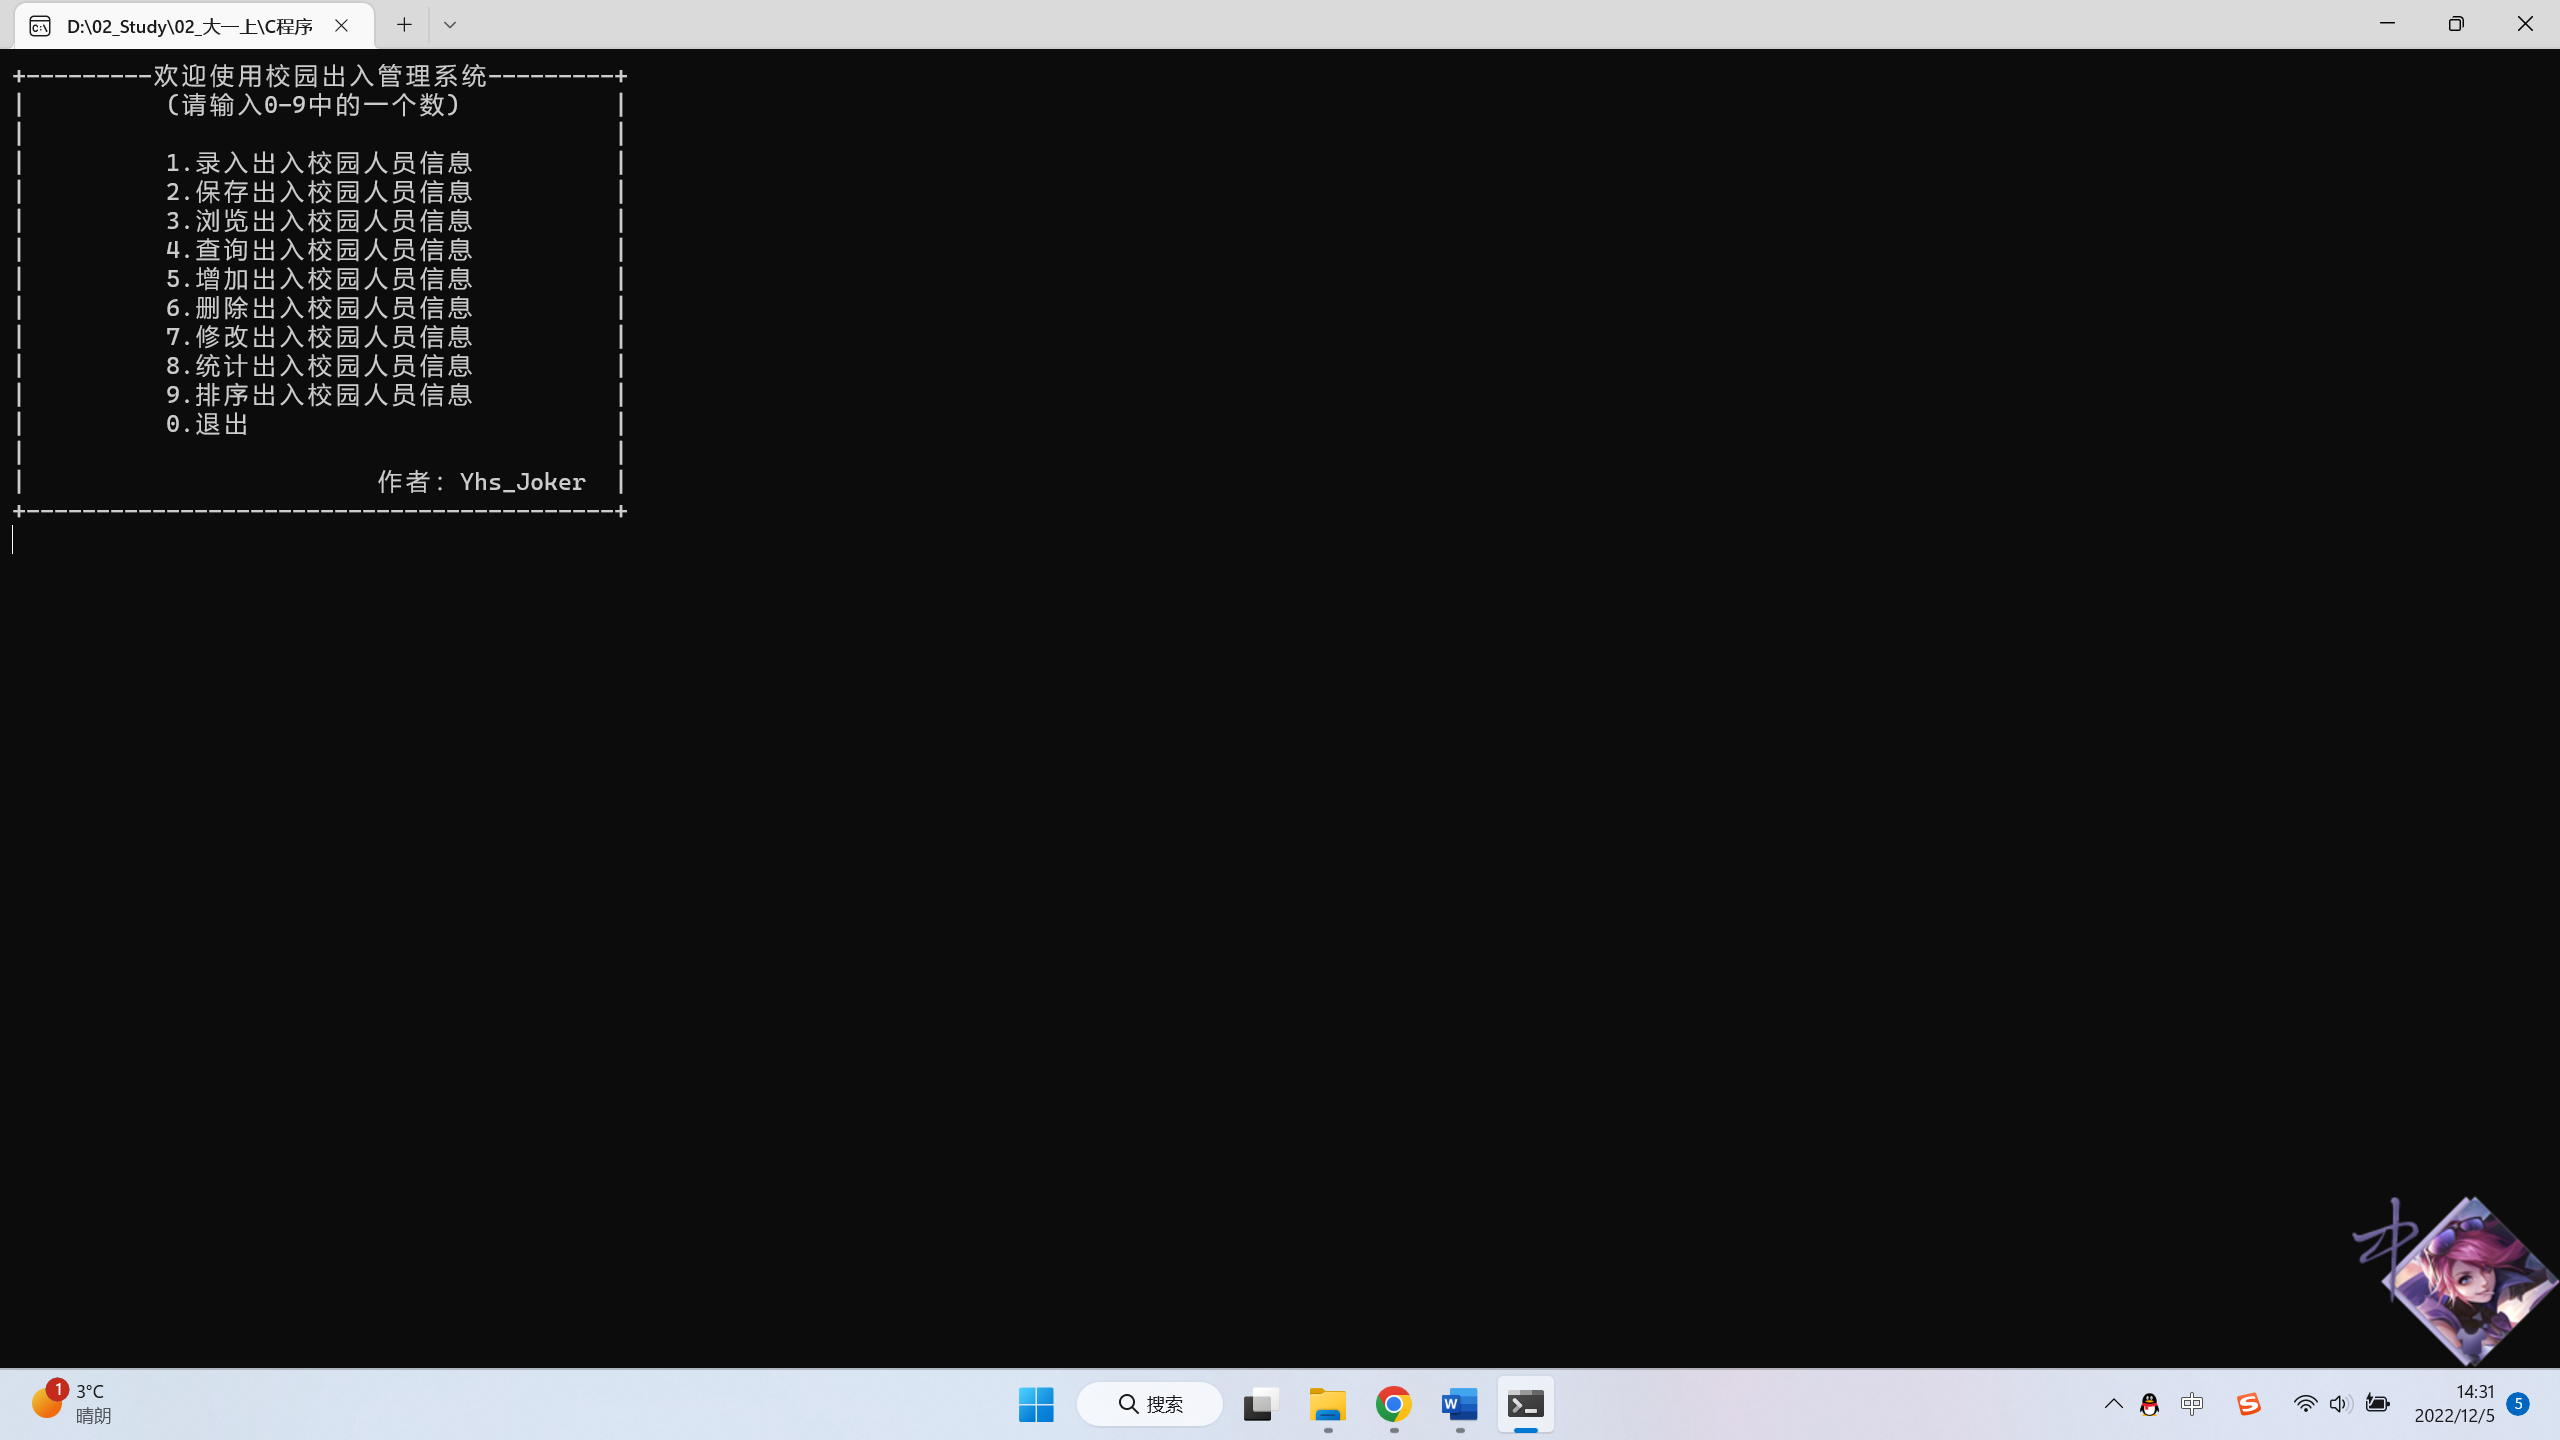 D:\02_Study\02_大一上\C程序
+---------欢迎使用校园出入管理系统---------+
| (请输入0-9中的一个数) |
| |
| 1.录入出入校园人员信息 |
| 2.保存出入校园人员信息 |
| 3.浏览出入校园人员信息 |
| 4.查询出入校园人员信息 |
| 5.增加出入校园人员信息 |
| 6.删除出入校园人员信息 |
| 7.修改出入校园人员信息 |
| 8.统计出入校园人员信息 |
| 9.排序出入校园人员信息 |
| 0.退出 |
| |
| 作者：Yhs_Joker |
+------------------------------------------+
中
1
3°C
晴朗
搜索
中
14:31
2022/12/5
5